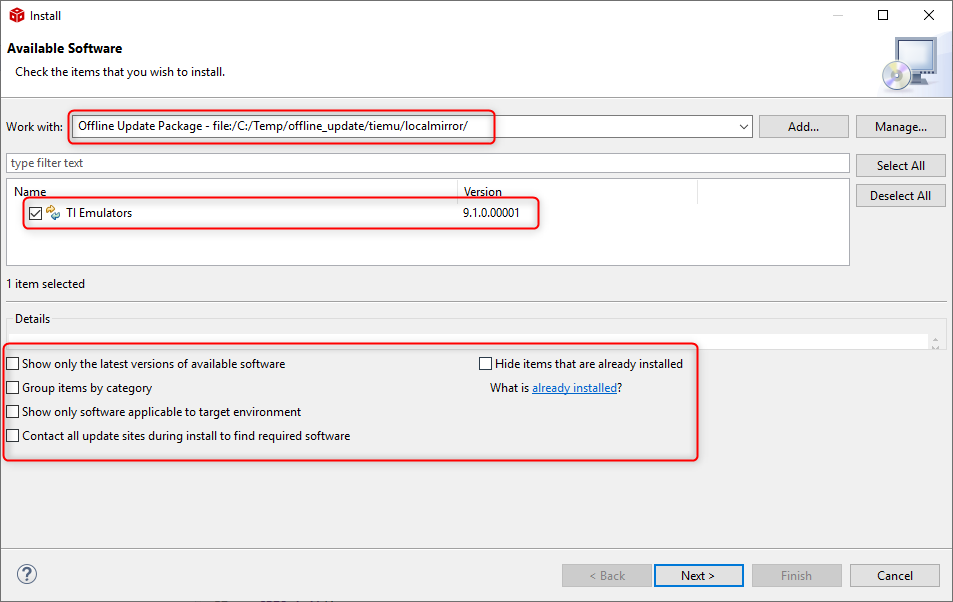 Install
Available Software
Check the items that you wish to install.
Work with: Offline Update Package - file:/C:/Temp/offline_update/tiemu/localmirror/ Add... Manage...
type filter text Select All
Name Version
Deselect All
TI Emulators 9.1.0.00001
1 item selected
Details
Show only the latest versions of available software Hide items that are already installed
Group items by category What is already installed?
Show only software applicable to target environment
Contact all update sites during install to find required software
? < Back Next > Finish Cancel